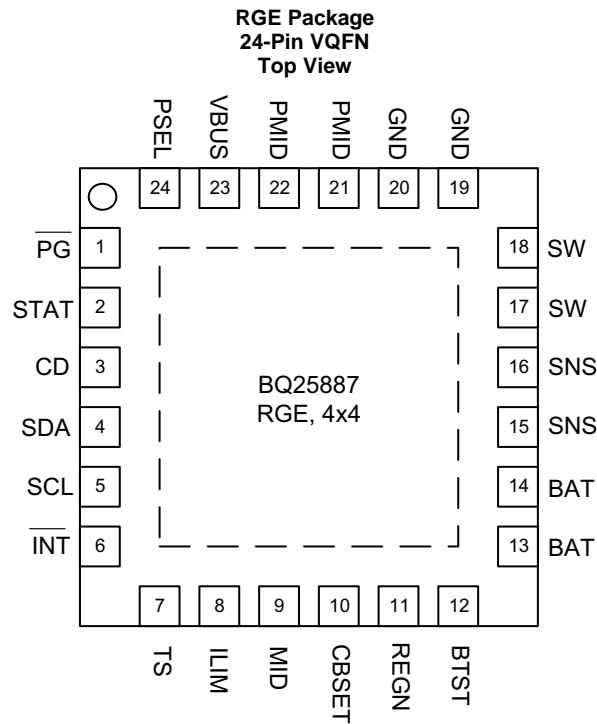 RGE Package
24-Pin VQFN
Top View
PSEL
VBUS
PMID
PMID
GND
GND
24
23
22
21
20
19
PG
1
STAT
2
CD
3
SDA
4
SCL
5
INT
6
18
SW
17
SW
16
SNS
15
SNS
14
BAT
13
BAT
BQ25887
RGE, 4x4
7
8
9
10
11
12
TS
ILIM
MID
CBSET
REGN
BTST